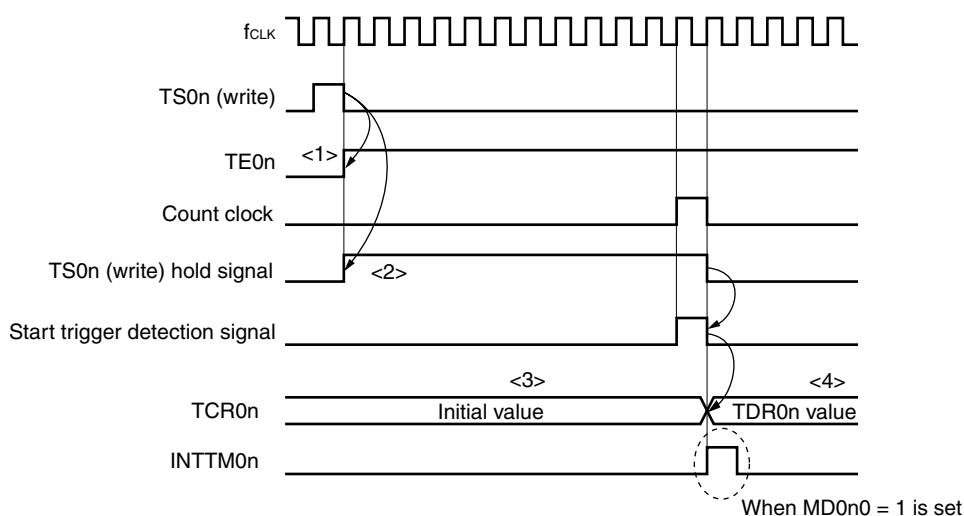 fCLK
TS0n (write)
<1>
TE0n
Count clock
TS0n (write) hold signal
<2>
Start trigger detection signal
<3>
<4>
TCR0n
Initial value
TDR0n value
INTTM0n
When MD0n0 = 1 is set